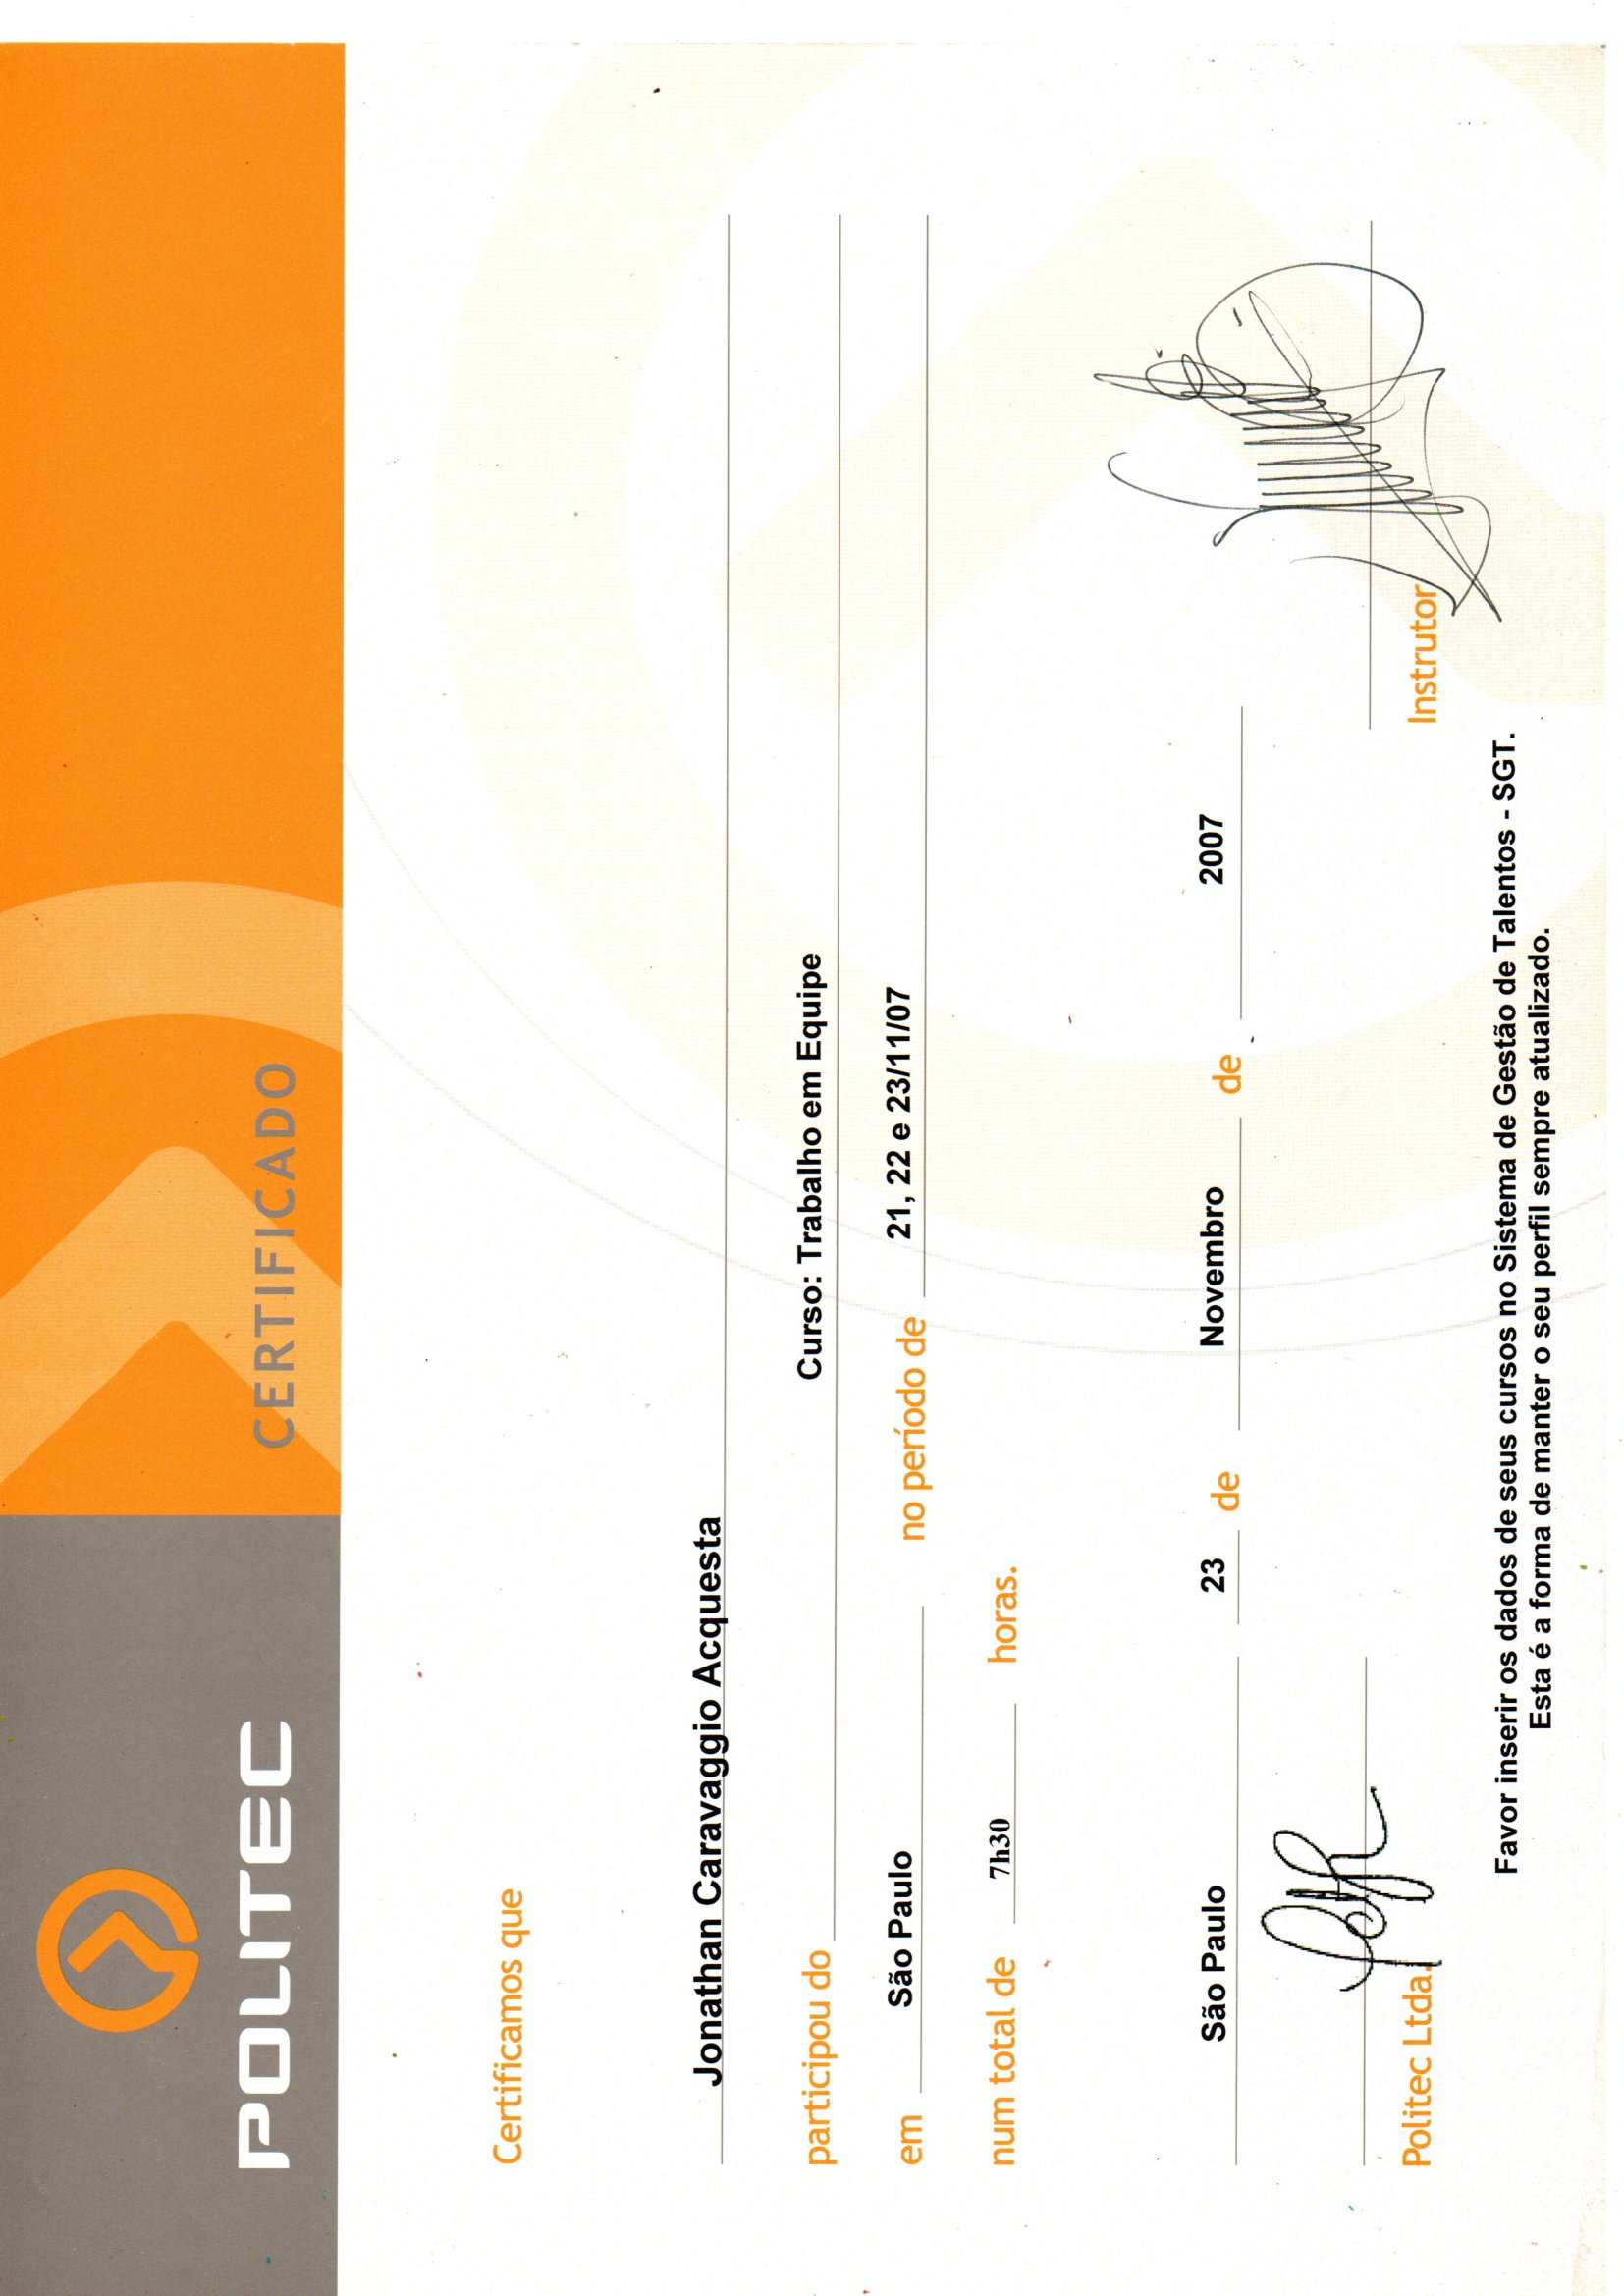 POLITEC
CERTIFICADO
Certificamos que
Jonathan Caravaggio Acquesta
participou do Curso: Trabalho em Equipe
em São Paulo no período de 21, 22 e 23/11/07
num total de 7h30 horas.
São Paulo 23 de Novembro de 2007
Politec Ltda.
Instrutor
Favor inserir os dados de seus cursos no Sistema de Gestão de Talentos - SGT.
Esta é a forma de manter o seu perfil sempre atualizado.